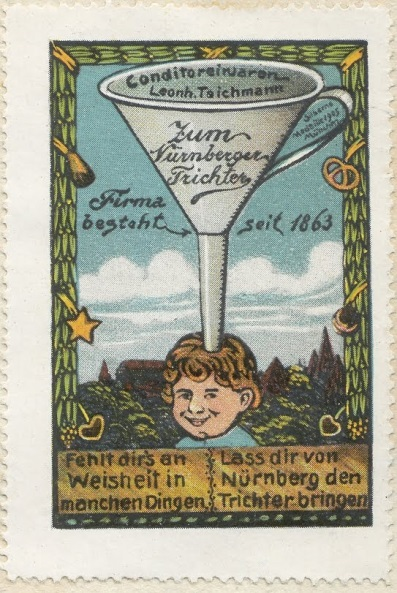 Conditoreiwaren
Leonh. Taichmann
Zum
Nürnberger
Trichter
Firma
besteht
seit 1863
Fehlt dir's an
Weisheit in
manchen Dingen,
Lass dir von
Nürnberg den
Trichter bringen